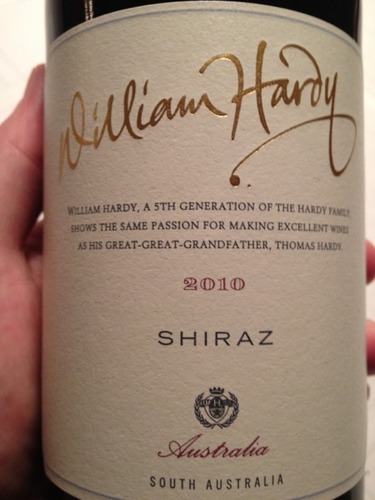 William Hardy
WILLIAM HARDY, A 5TH GENERATION OF THE HARDY FAMILY,
SHOWS THE SAME PASSION FOR MAKING EXCELLENT WINES
AS HIS GREAT-GREAT-GRANDFATHER, THOMAS HARDY.
2010
SHIRAZ
Australia
SOUTH AUSTRALIA